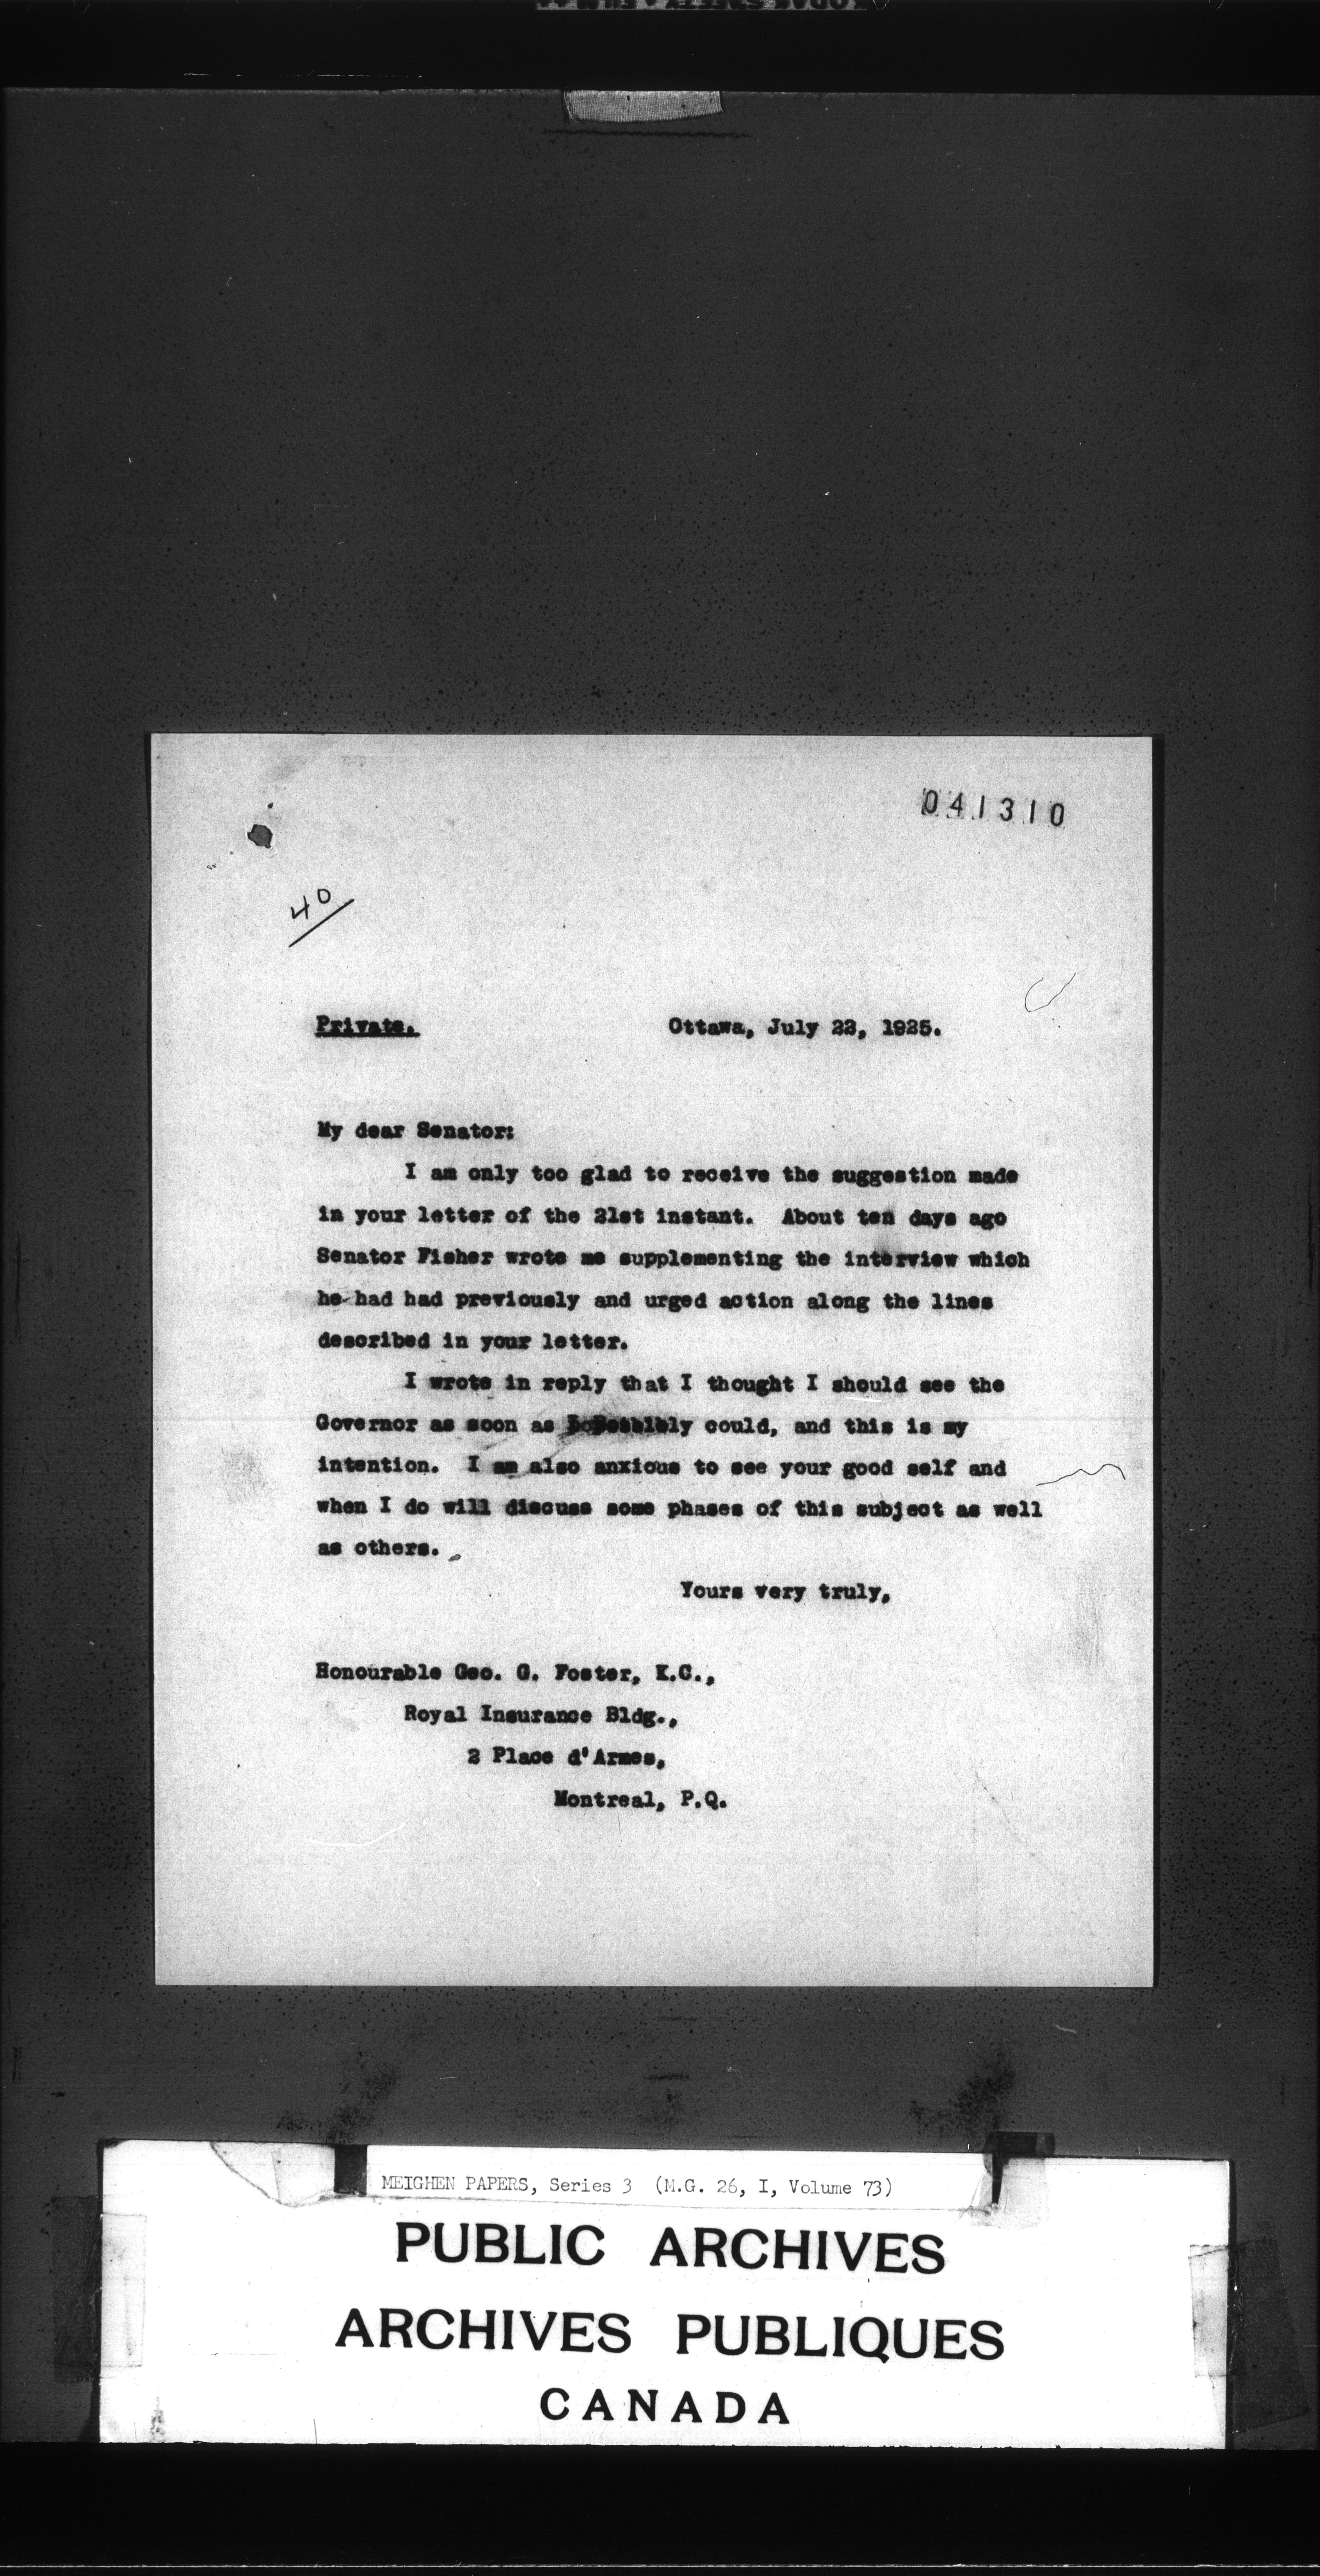 041310
40
Private. Ottawa, July 22, 1925.
My dear Senator:
I am only too glad to receive the suggestion made
in your letter of the 21st instant. About ten days ago
Senator Fisher wrote me supplementing the interview which
he had had previously and urged action along the lines
described in your letter.
I wrote in reply that I thought I should see the
Governor as soon as could, and this is my
intention. I am also anxious to see your good self and
when I do will discuss some phases of this subject as well
as others.
Yours very truly,
Honourable Geo. G. Foster, K.C.,
Royal Insurance Bldg.,
2 Place d'Armes,
Montreal, P.Q.
MEIGHEN PAPERS, Series 3 (M.G. 26, I, Volume 73)
PUBLIC ARCHIVES
ARCHIVES PUBLIQUES
CANADA